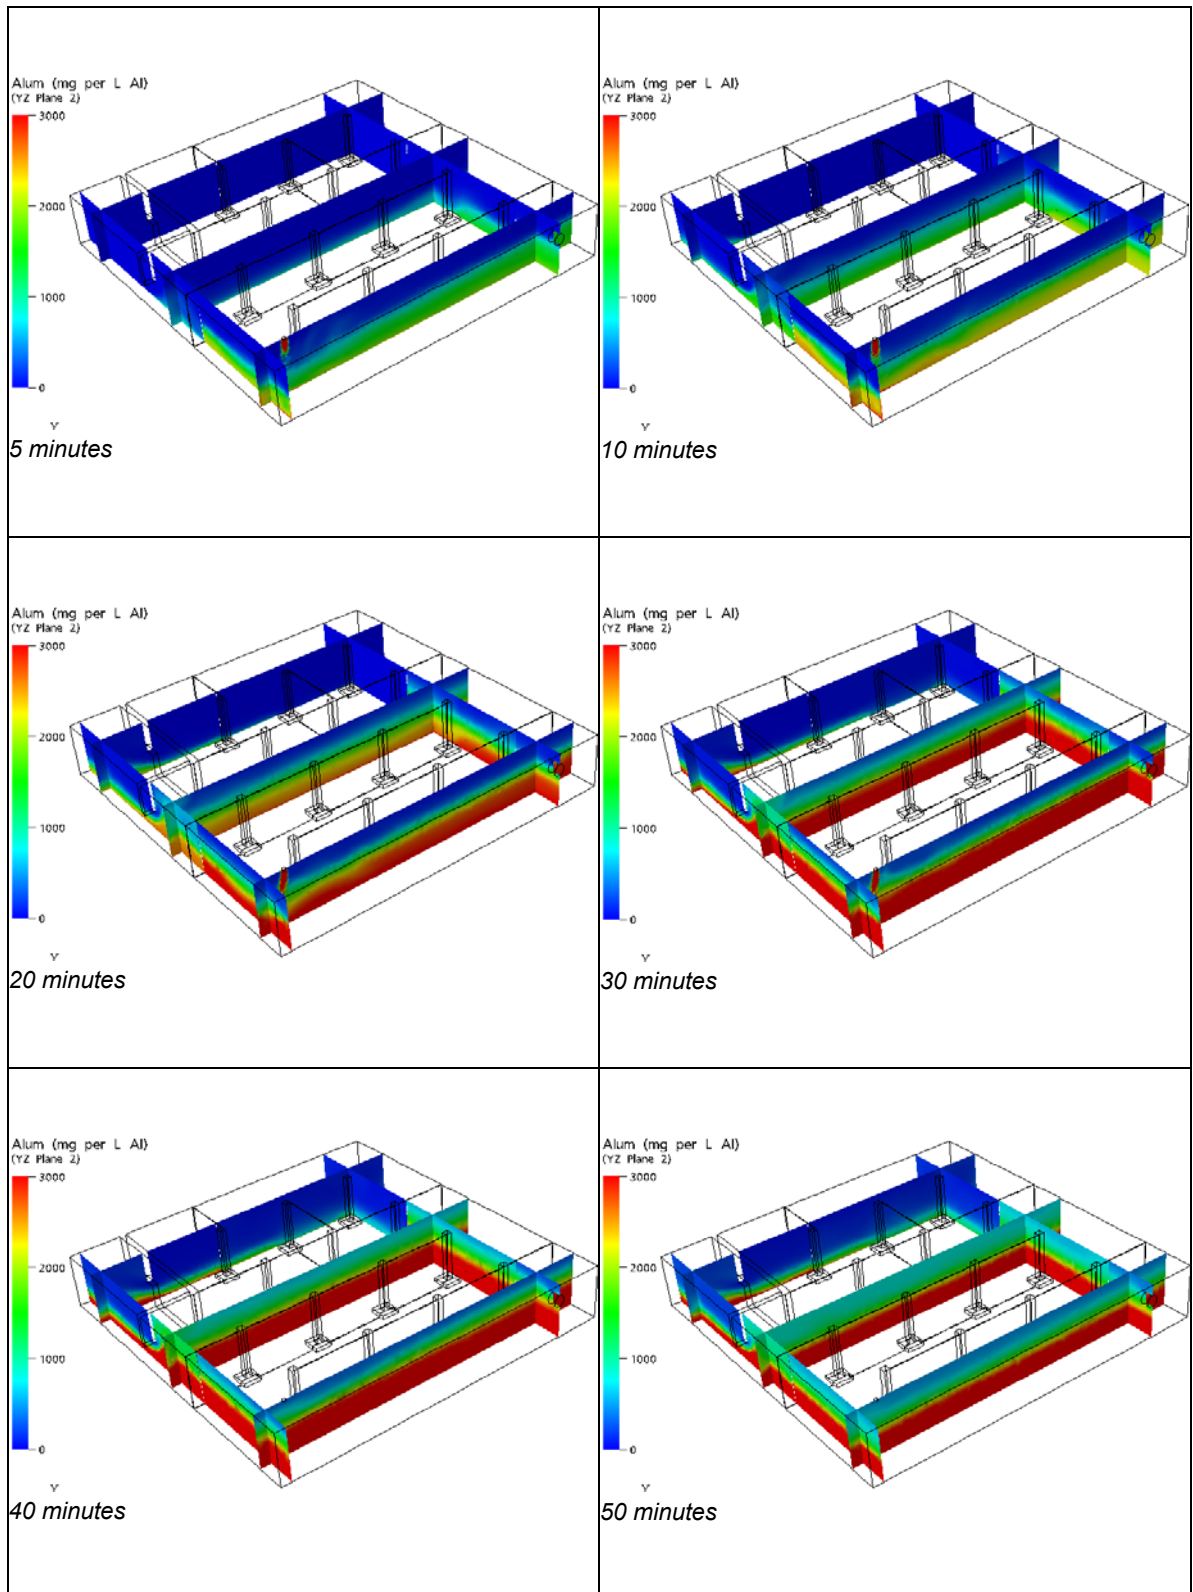 Alum (mg per L Al)
(YZ Plane 2)
3000
2000
1000
0
Y
5 minutes
Alum (mg per L Al)
(YZ Plane 2)
3000
2000
1000
0
Y
10 minutes
Alum (mg per L Al)
(YZ Plane 2)
3000
2000
1000
0
Y
20 minutes
Alum (mg per L Al)
(YZ Plane 2)
3000
2000
1000
0
Y
30 minutes
Alum (mg per L Al)
(YZ Plane 2)
3000
2000
1000
0
Y
40 minutes
Alum (mg per L Al)
(YZ Plane 2)
3000
2000
1000
0
Y
50 minutes